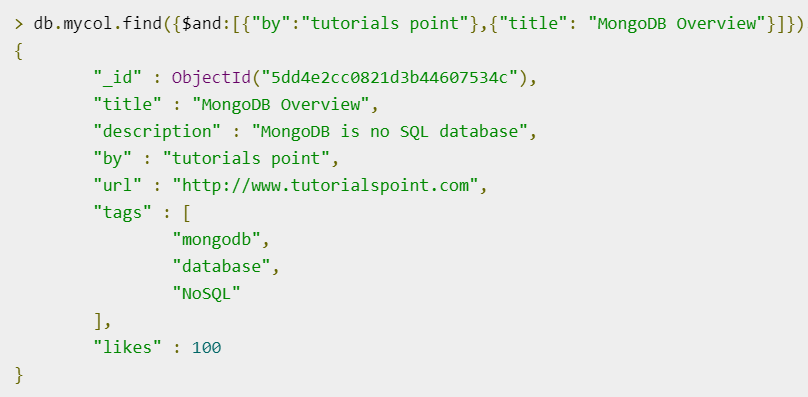 > db.mycol.find({$and:[{"by":"tutorials point"},{"title": "MongoDB Overview"}]})
{
"_id" : ObjectId("5dd4e2cc0821d3b44607534c"),
"title" : "MongoDB Overview",
"description" : "MongoDB is no SQL database",
"by" : "tutorials point",
"url" : "http://www.tutorialspoint.com",
"tags" : [
"mongodb",
"database",
"NoSQL"
],
"likes" : 100
}